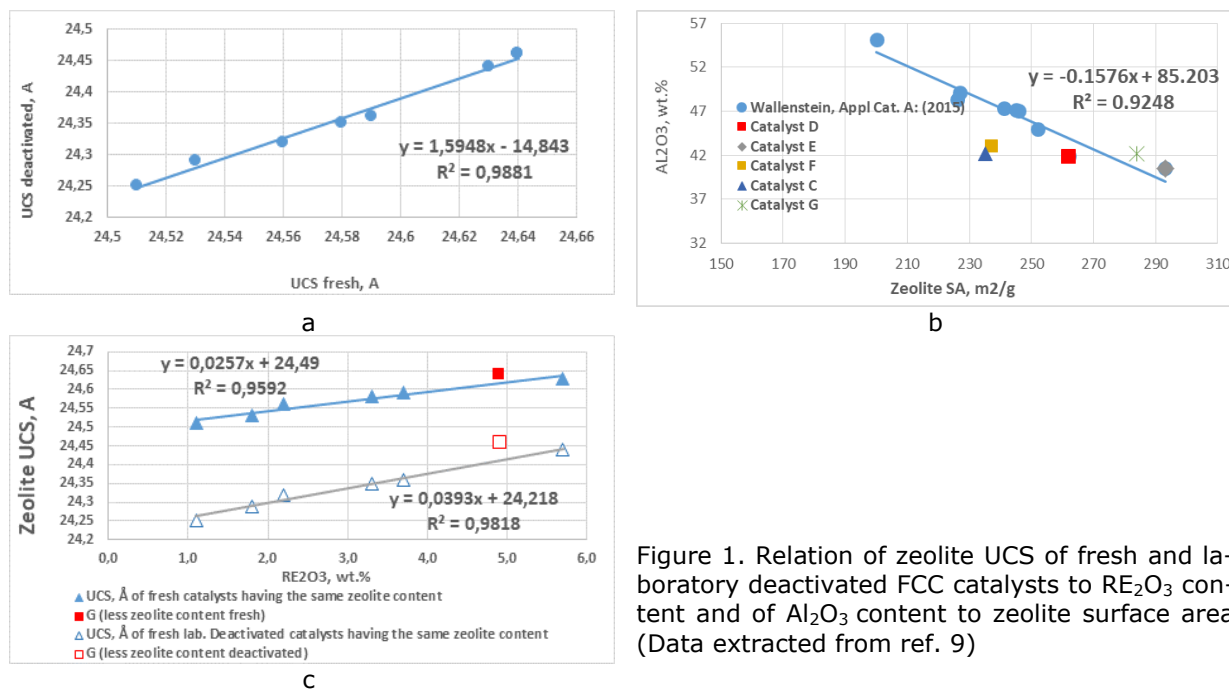 24,5
24,45
24,4
24,35
24,3
24,25
24,2
UCS deactivated, A
y = 1,5948x - 14,843
R² = 0,9881
24,5 24,52 24,54 24,56 24,58 24,6 24,62 24,64 24,66
UCS fresh, A
a
57
52
47
42
37
32
AL2O3, wt.%
y = -0.1576x + 85.203
R² = 0.9248
Wallenstein, Appl Cat. A: (2015)
Catalyst D
Catalyst E
Catalyst F
Catalyst C
Catalyst G
150 170 190 210 230 250 270 290 310
Zeolite SA, m2/g
b
24,7
24,65
24,6
24,55
24,5
24,45
24,4
24,35
24,3
24,25
24,2
Zeolite UCS, A
y = 0,0257x + 24,49
R² = 0,9592
y = 0,0393x + 24,218
R² = 0,9818
0,0 1,0 2,0 3,0 4,0 5,0 6,0
RE2O3, wt.%
UCS, Å of fresh catalysts having the same zeolite content
G (less zeolite content fresh)
UCS, Å of fresh lab. Deactivated catalysts having the same zeolite content
G (less zeolite content deactivated)
c
Figure 1. Relation of zeolite UCS of fresh and la-
boratory deactivated FCC catalysts to RE₂O₃ con-
tent and of Al₂O₃ content to zeolite surface area
(Data extracted from ref. 9)